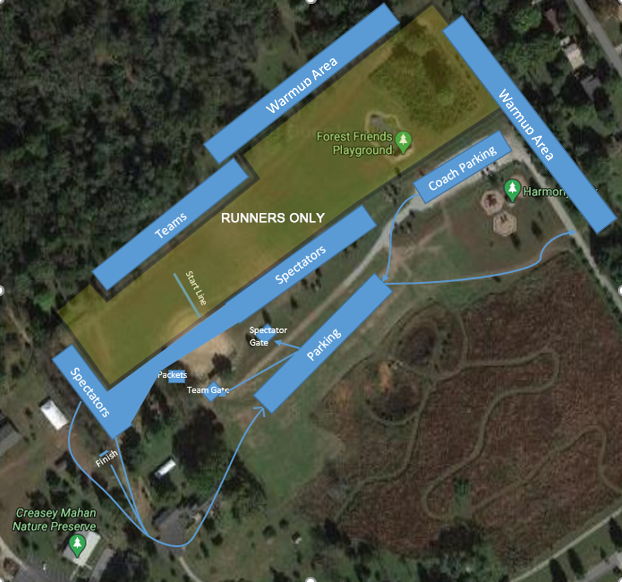 Warmup Area
Warmup Area
Forest Friends
Playground
Coach Parking
Teams
RUNNERS ONLY
Spectators
Start Line
Spectator
Gate
Parking
Packets
Team Gate
Spectators
Finish
Creasey Mahan
Nature Preserve